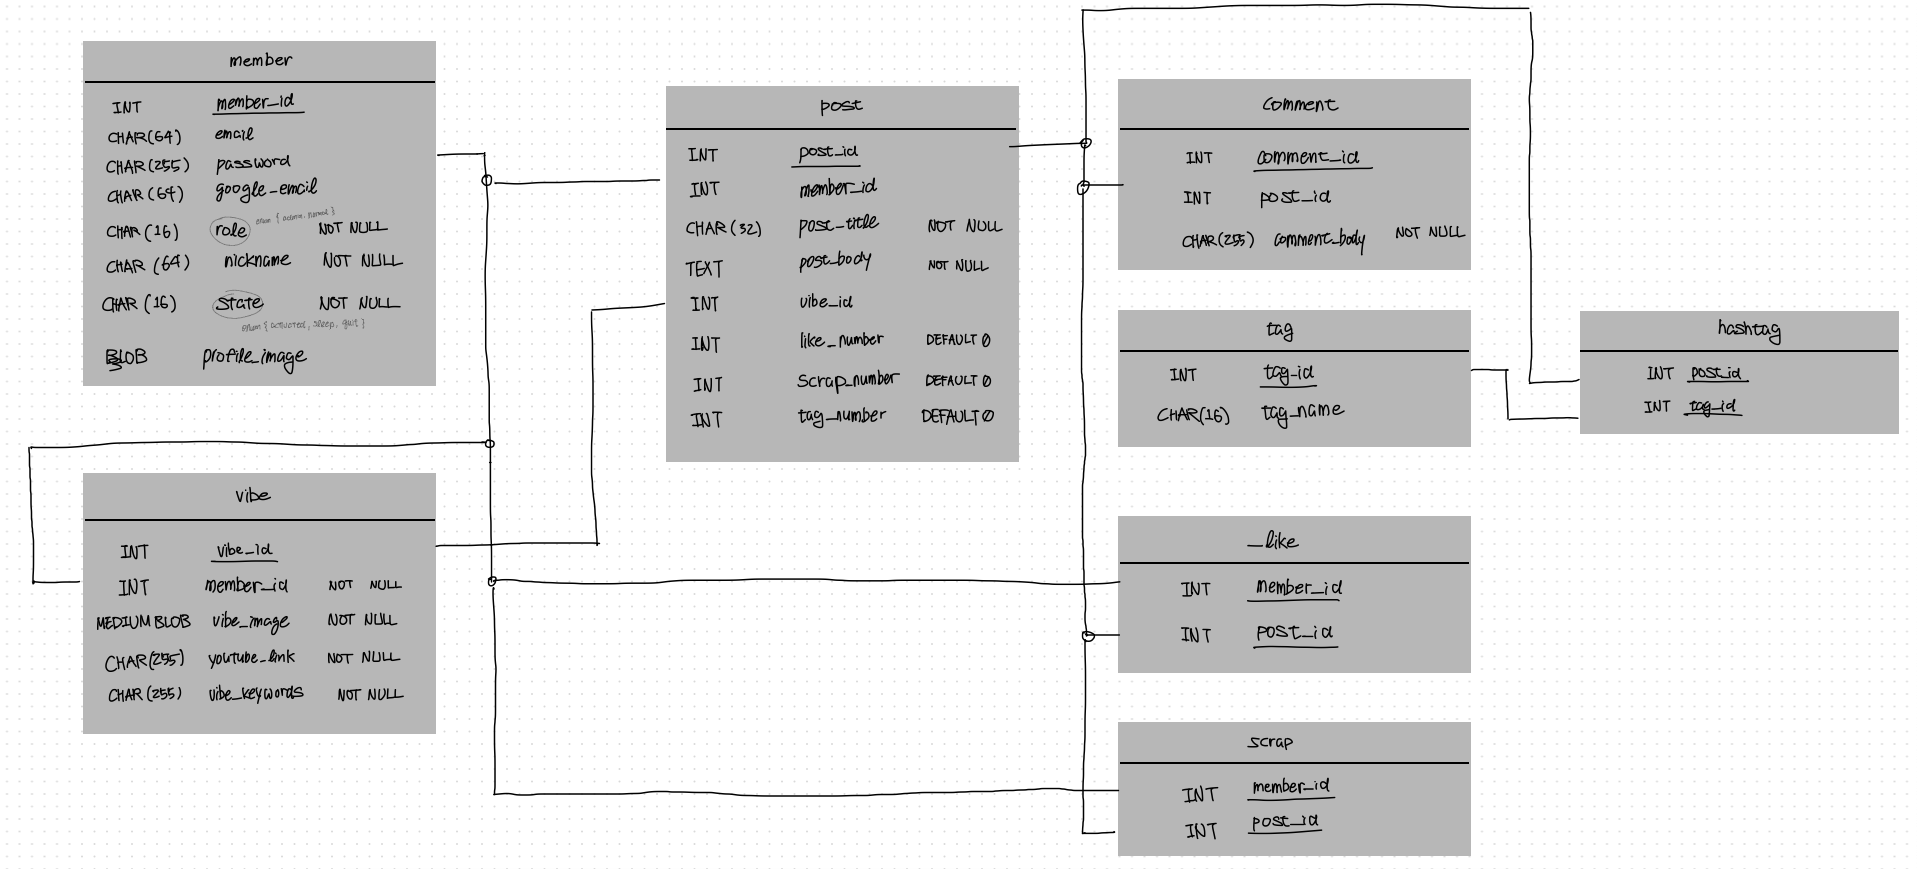 member
INT member_id
CHAR(64) email
CHAR(255) password
CHAR(64) google_email
enum { admin, normal }
CHAR(16) role NOT NULL
CHAR(64) nickname NOT NULL
CHAR(16) state NOT NULL
enum { activated, sleep, quit }
BLOB profile_image
vibe
INT vibe_id
INT member_id NOT NULL
MEDIUM BLOB vibe_image NOT NULL
CHAR(255) youtube_link NOT NULL
CHAR(255) vibe_keywords NOT NULL
post
INT post_id
INT member_id
CHAR(32) post_title NOT NULL
TEXT post_body NOT NULL
INT vibe_id
INT like_number DEFAULT 0
INT scrap_number DEFAULT 0
INT tag_number DEFAULT 0
comment
INT comment_id
INT post_id
CHAR(255) comment_body NOT NULL
tag
INT tag_id
CHAR(16) tag_name
hashtag
INT post_id
INT tag_id
_like
INT member_id
INT post_id
scrap
INT member_id
INT post_id